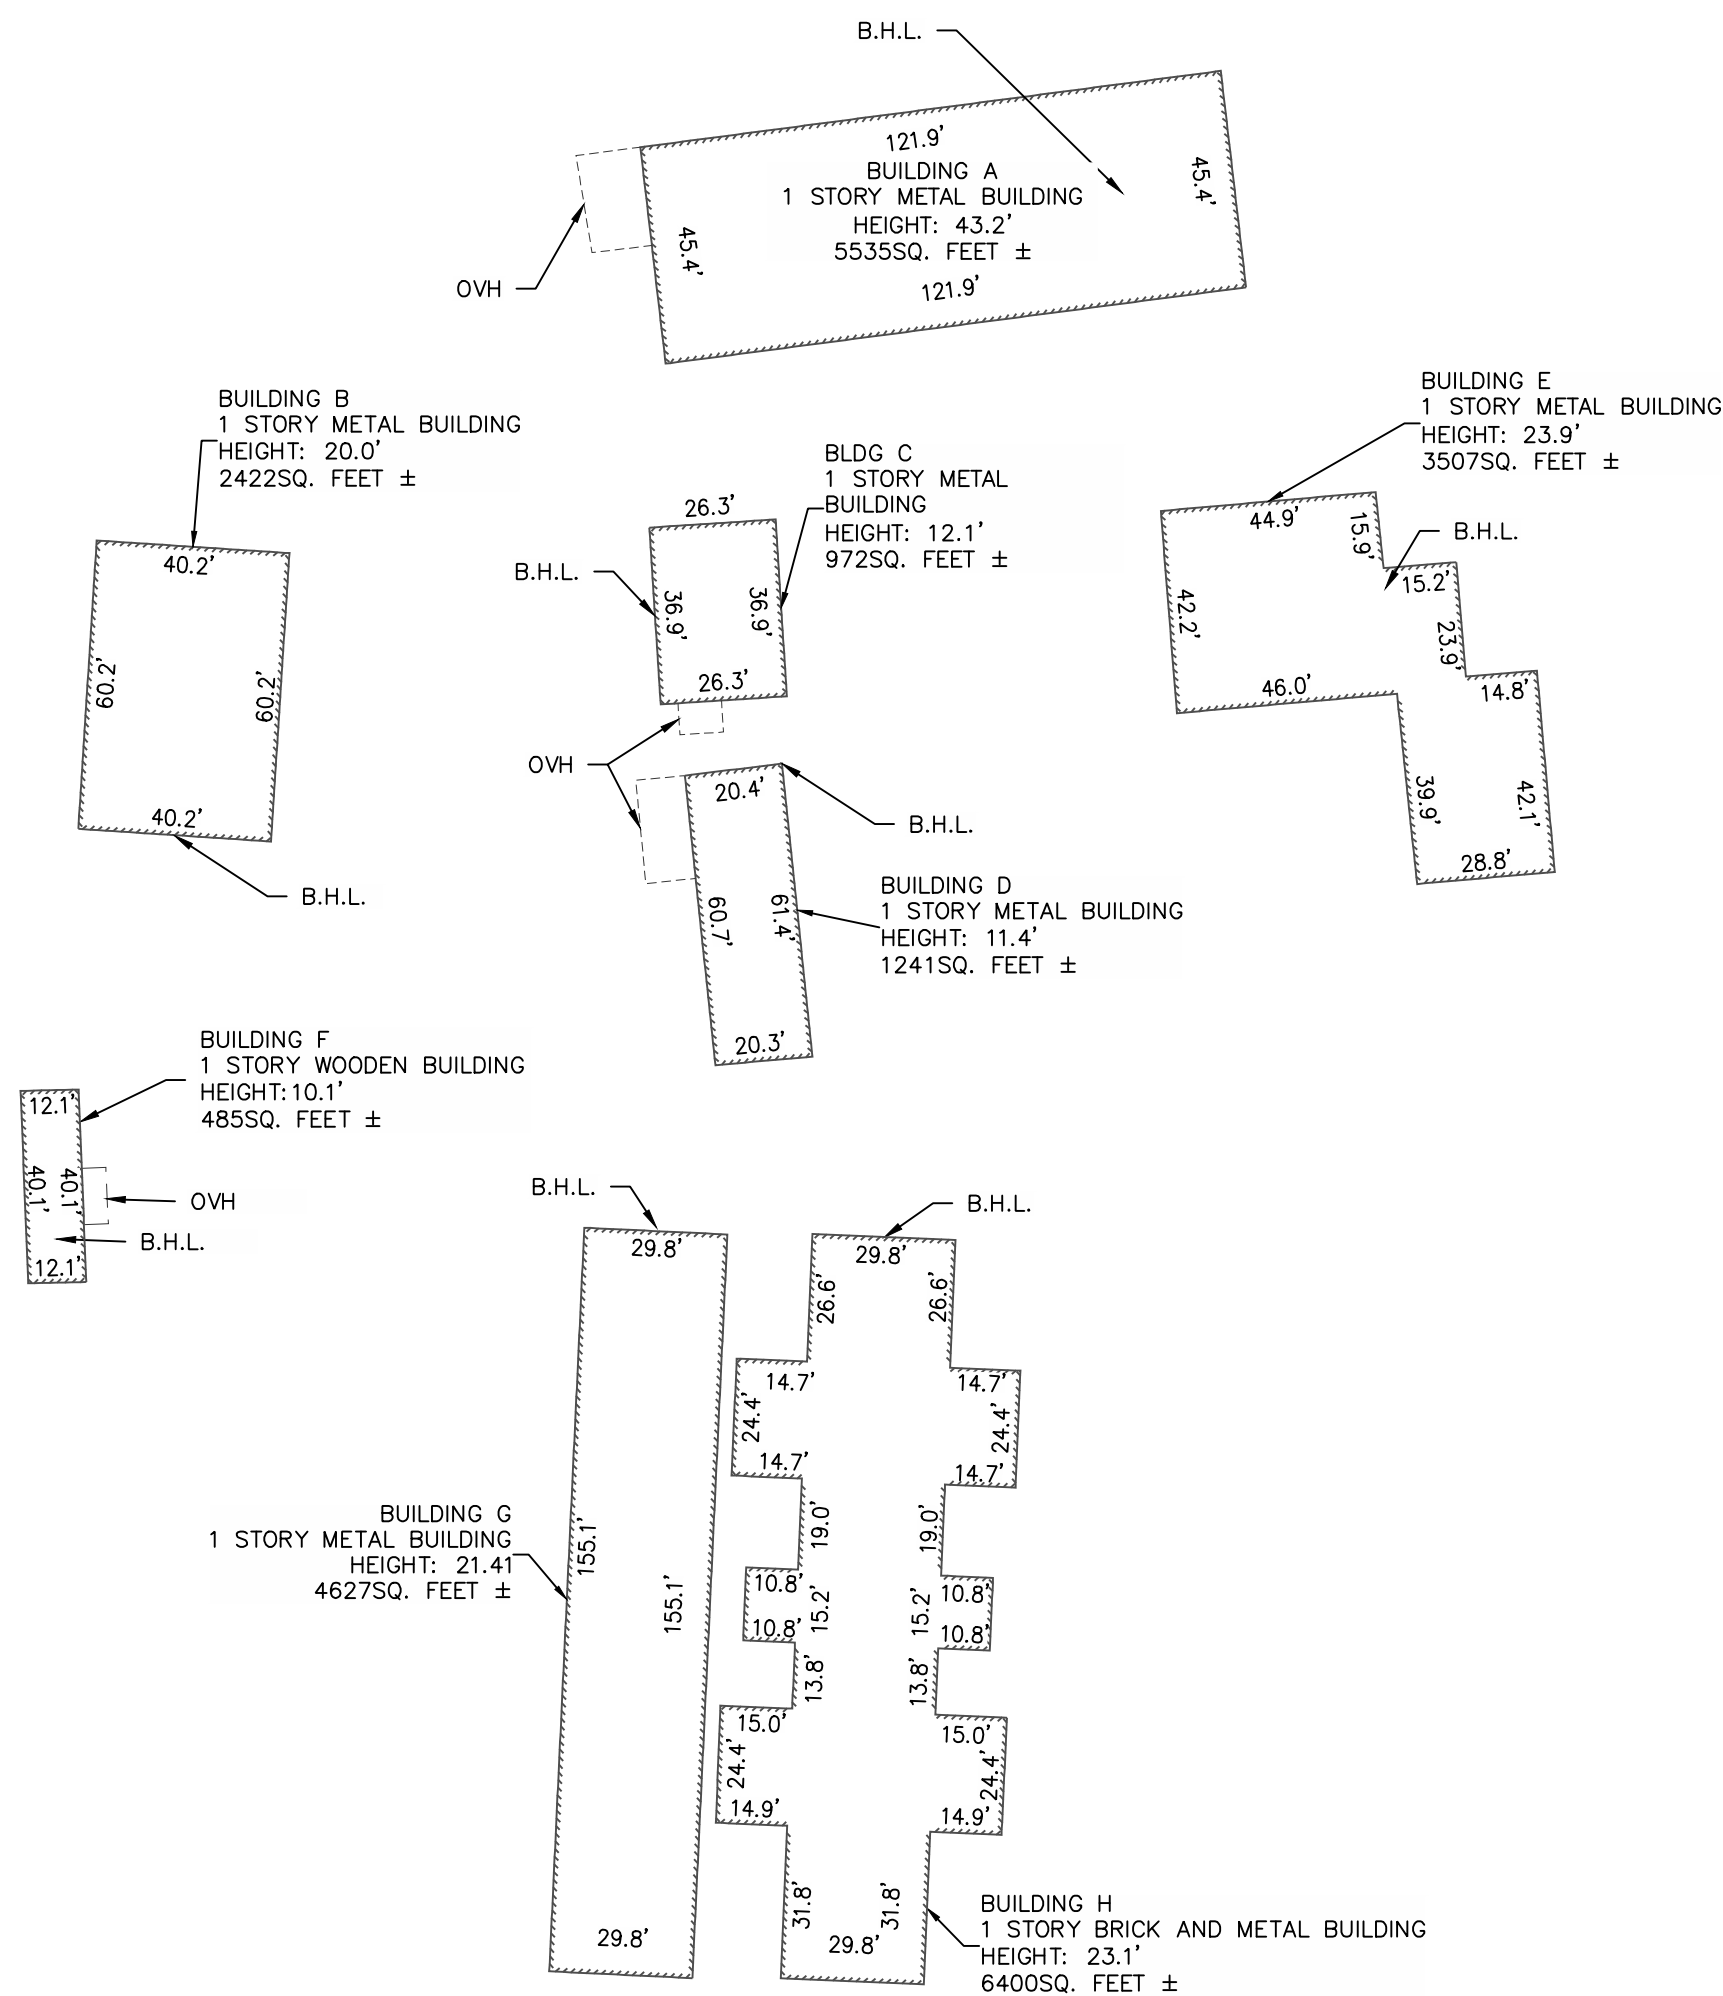 B.H.L.
121.9'
BUILDING A
1 STORY METAL BUILDING
HEIGHT: 43.2'
5535SQ. FEET ±
45.4'
45.4'
121.9'
OVH
BUILDING B
1 STORY METAL BUILDING
HEIGHT: 20.0'
2422SQ. FEET ±
40.2'
60.2'
60.2'
40.2'
B.H.L.
BLDG C
1 STORY METAL
BUILDING
HEIGHT: 12.1'
972SQ. FEET ±
26.3'
B.H.L.
36.9'
36.9'
26.3'
OVH
20.4'
B.H.L.
60.7'
61.4'
20.3'
BUILDING D
1 STORY METAL BUILDING
HEIGHT: 11.4'
1241SQ. FEET ±
BUILDING E
1 STORY METAL BUILDING
HEIGHT: 23.9'
3507SQ. FEET ±
44.9'
15.9'
B.H.L.
15.2'
42.2'
23.9'
46.0'
14.8'
39.9'
42.1'
28.8'
BUILDING F
1 STORY WOODEN BUILDING
HEIGHT:10.1'
485SQ. FEET ±
12.1'
40.1'
40.1'
OVH
B.H.L.
12.1'
B.H.L.
29.8'
BUILDING G
1 STORY METAL BUILDING
HEIGHT: 21.41
4627SQ. FEET ±
155.1'
155.1'
29.8'
B.H.L.
29.8'
26.6'
26.6'
14.7'
14.7'
24.4'
24.4'
14.7'
14.7'
19.0'
19.0'
10.8'
15.2'
15.2'
10.8'
10.8'
10.8'
13.8'
13.8'
15.0'
15.0'
24.4'
24.4'
14.9'
14.9'
31.8'
31.8'
29.8'
BUILDING H
1 STORY BRICK AND METAL BUILDING
HEIGHT: 23.1'
6400SQ. FEET ±